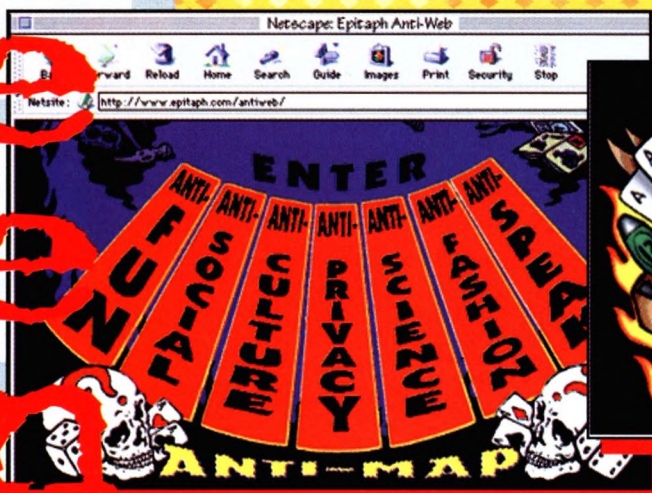 Netscape: Epitaph Anti-Web
Reload Home Search Guide Images Print Security Stop
Netsite: http://www.epitaph.com/antiweb/
ENTER
ANTI-FUN
ANTI-SOCIAL
ANTI-CULTURE
ANTI-PRIVACY
ANTI-SCIENCE
ANTI-FASHION
ANTI-SPEAK
ANTI-MAP
A
A